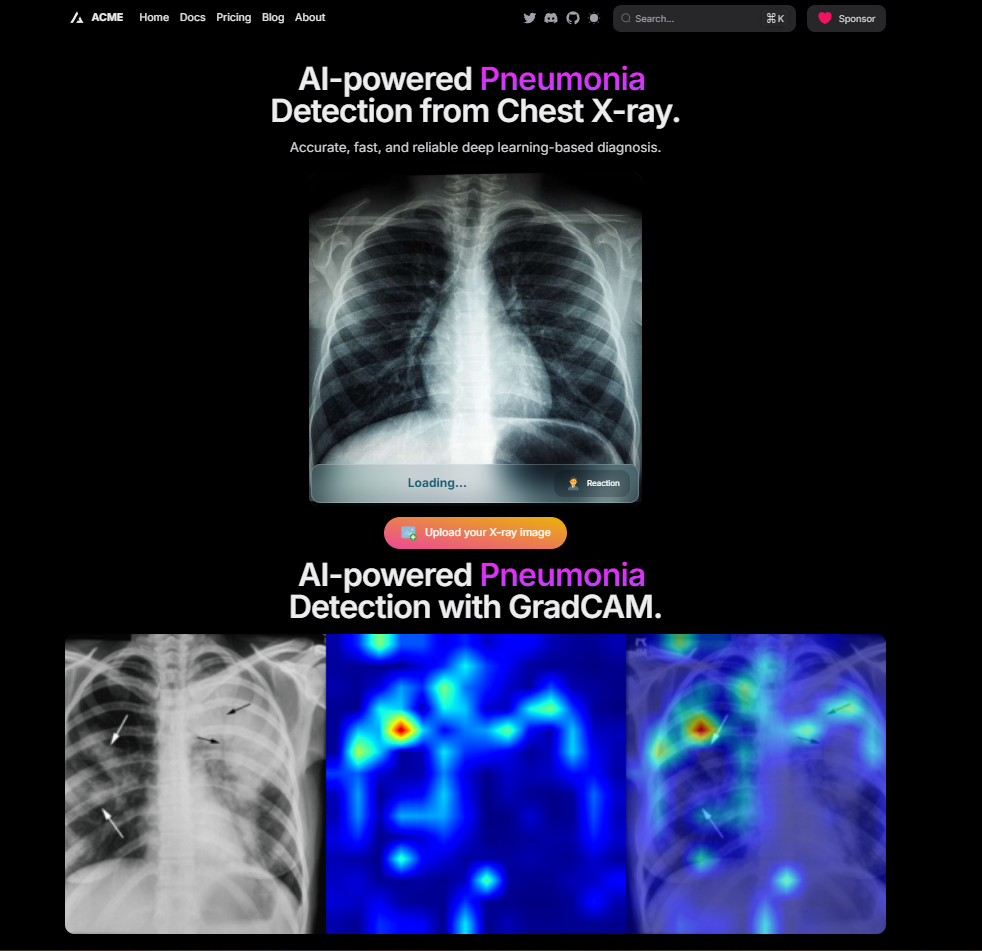 ACME Home Docs Pricing Blog About Search... ⌘K Sponsor
AI-powered Pneumonia
Detection from Chest X-ray.
Accurate, fast, and reliable deep learning-based diagnosis.
Loading... Reaction
Upload your X-ray image
AI-powered Pneumonia
Detection with GradCAM.